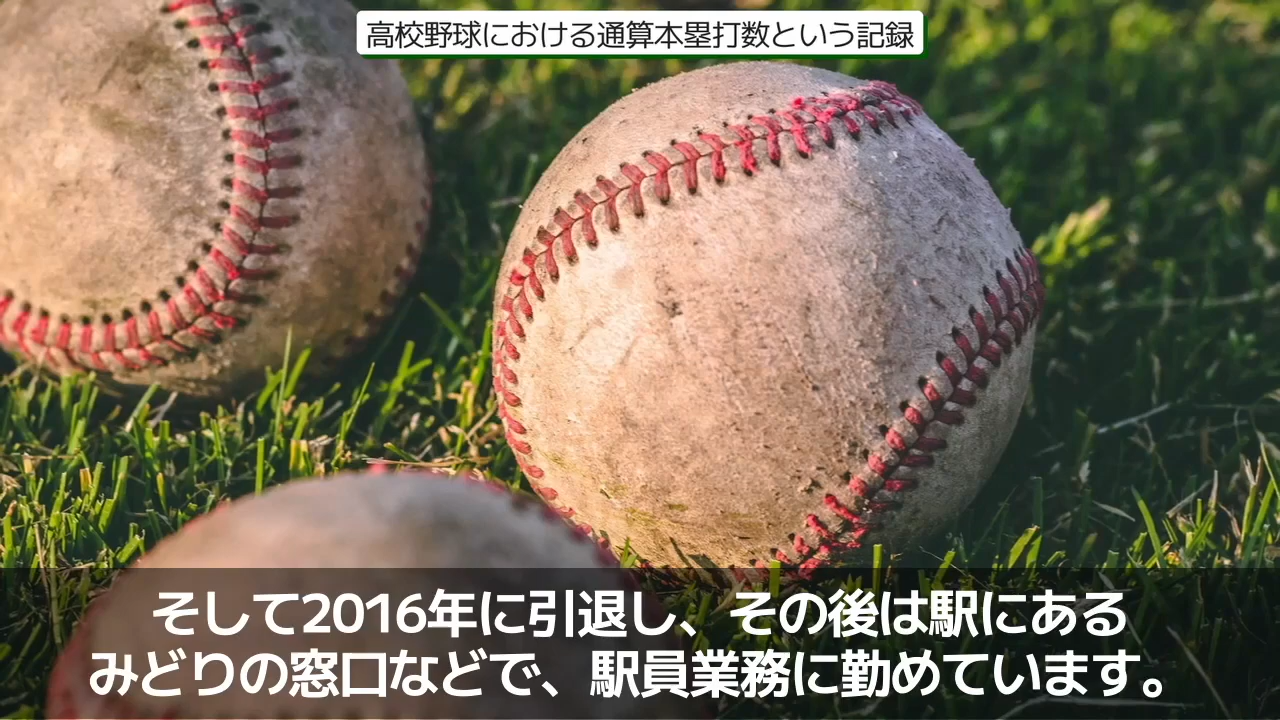 高校野球における通算本塁打数という記録
そして2016年に引退し、その後は駅にある
みどりの窓口などで、駅員業務に勤めています。